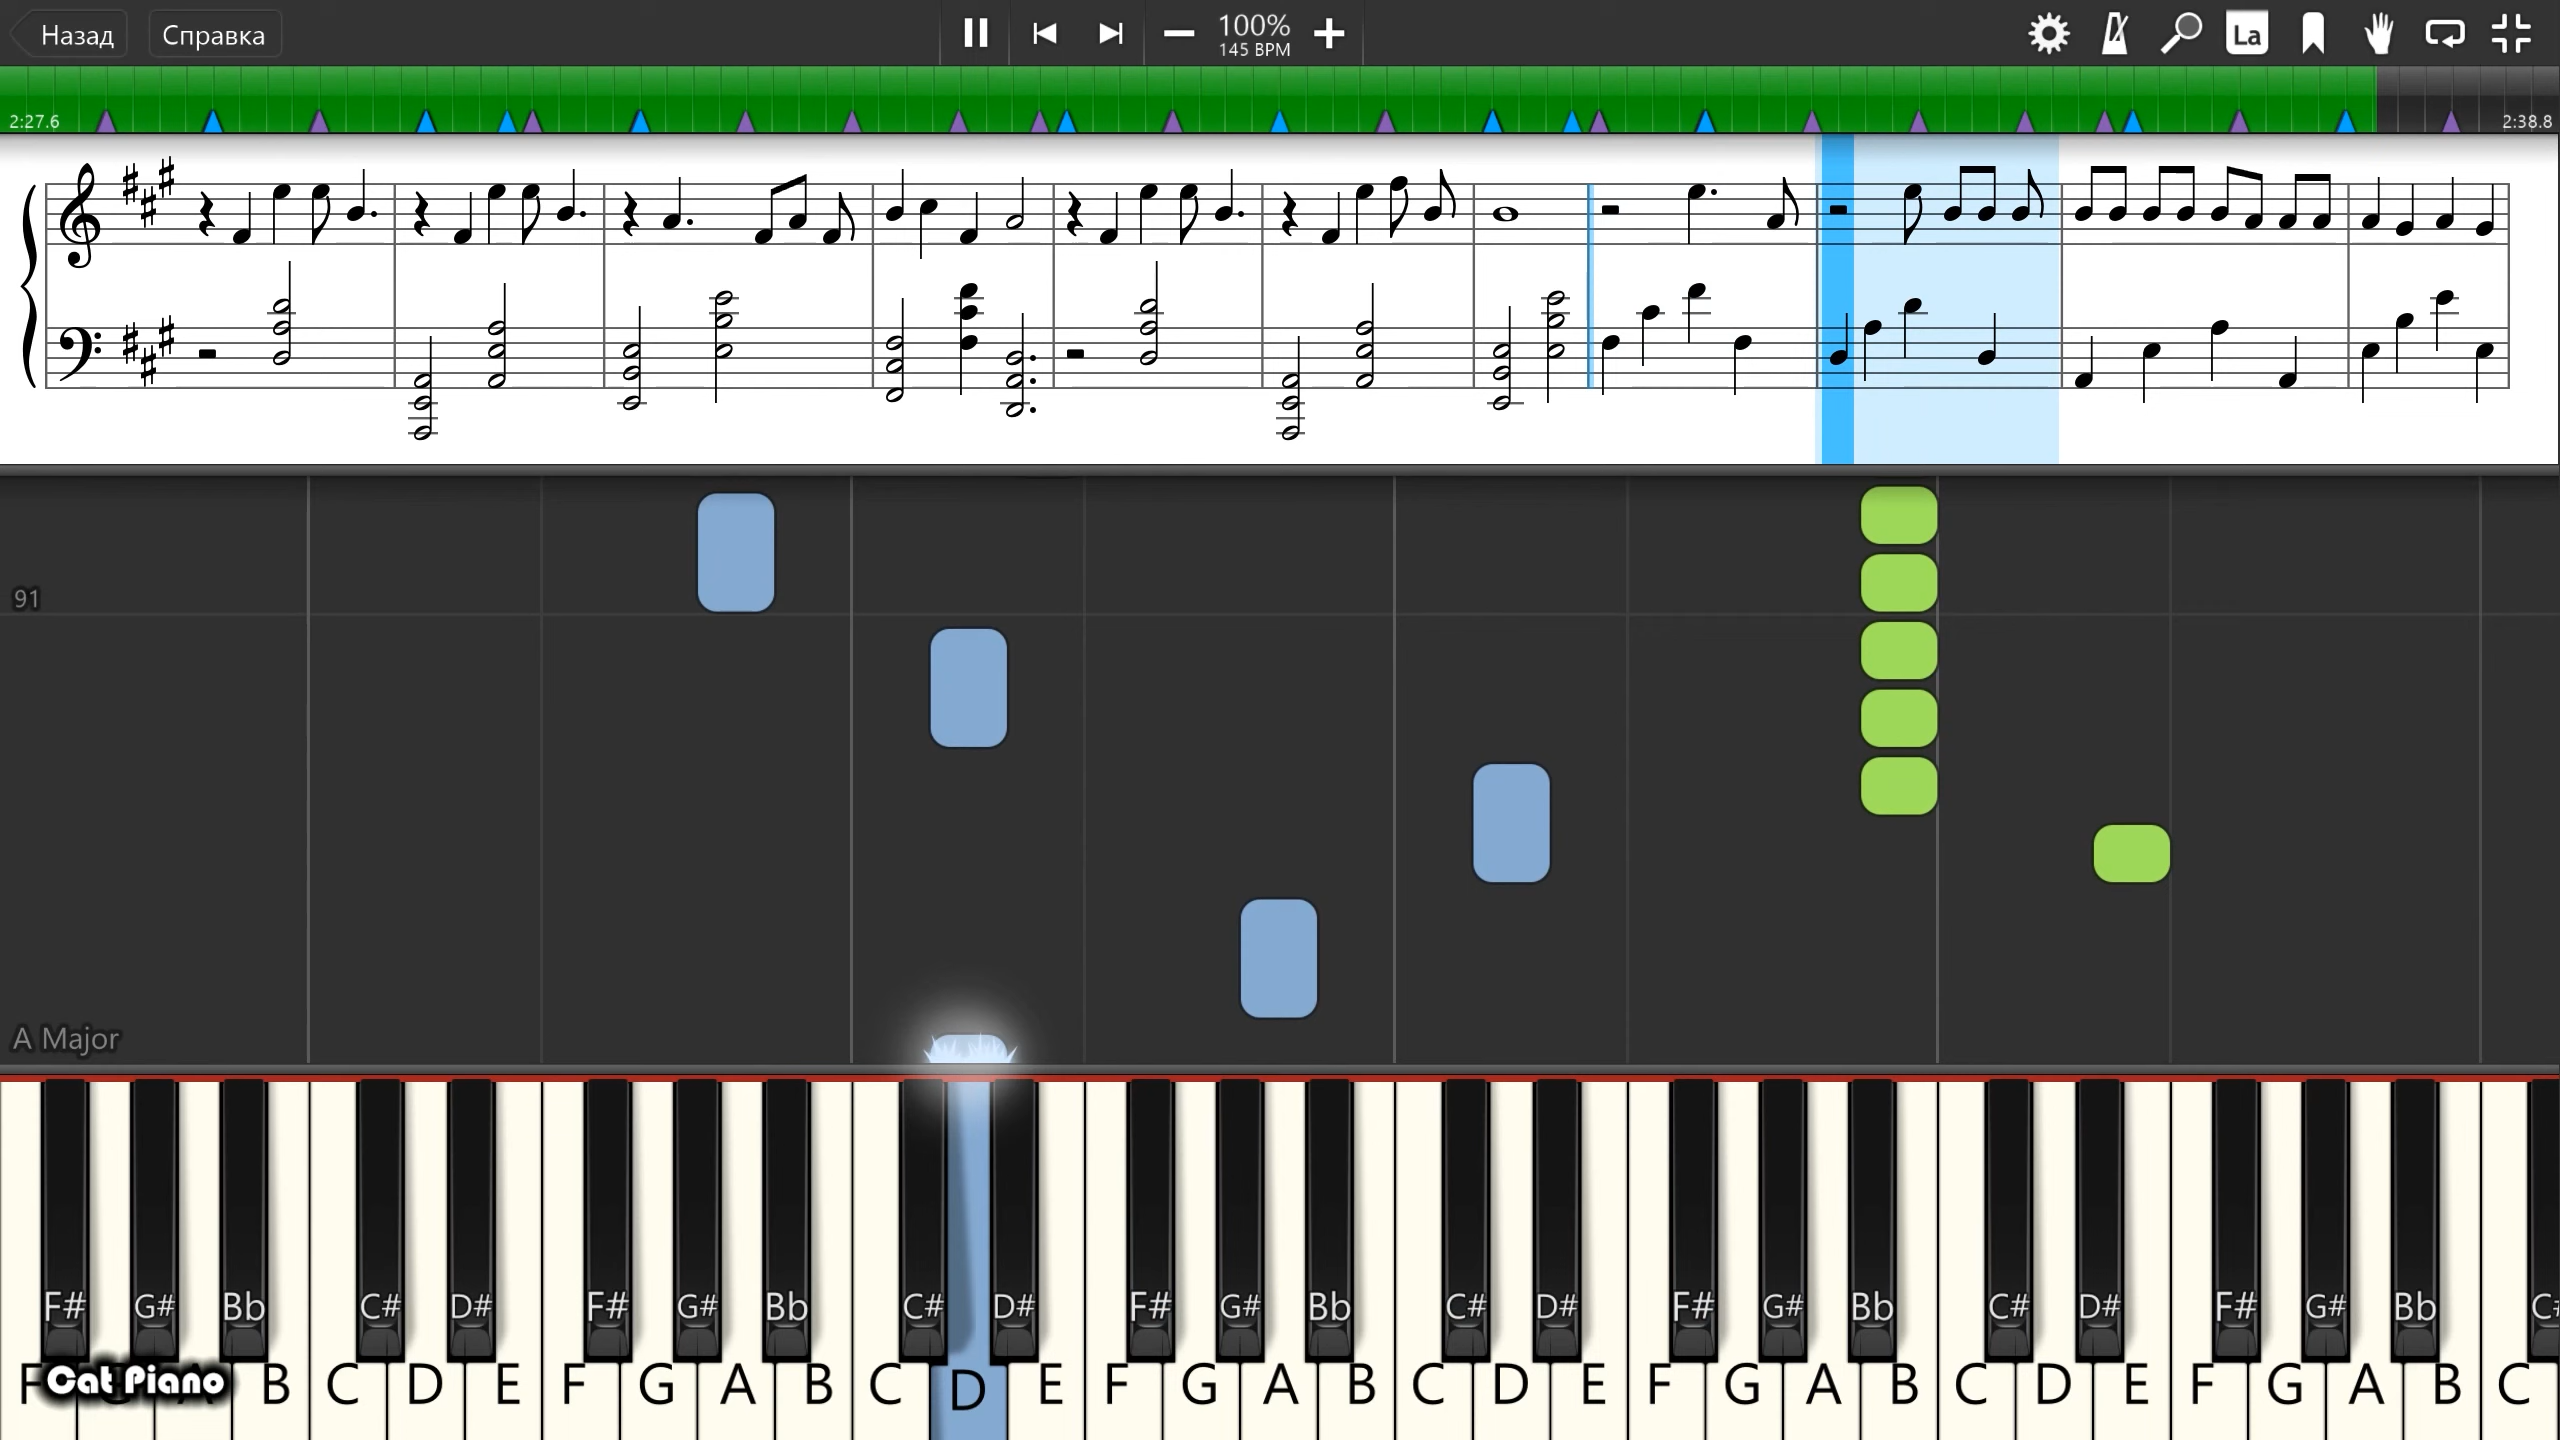 Назад Справка 100% La
145 BPM
2:27.6 2:38.8
91
A Major
F# G# Bb C# D# F# G# Bb C# D# F# G# Bb C# D# F# G# Bb C# D# F# G# Bb C#
F G A B C D E F G A B C D E F G A B C D E F G A B C D E F G A B C
Cat Piano